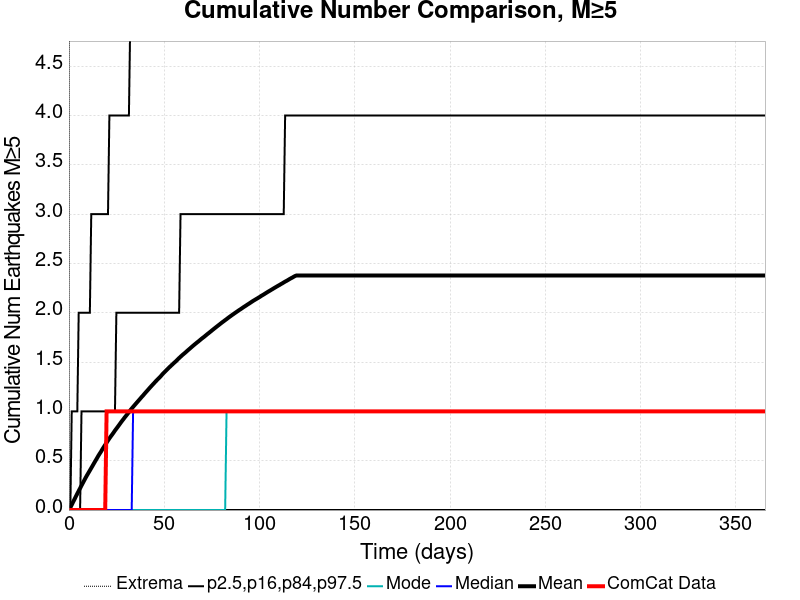 Cumulative Number Comparison, M≥5
Cumulative Num Earthquakes M≥5
4.5
4.0
3.5
3.0
2.5
2.0
1.5
1.0
0.5
0.0
0 50 100 150 200 250 300 350
Time (days)
Extrema p2.5,p16,p84,p97.5 Mode Median Mean ComCat Data